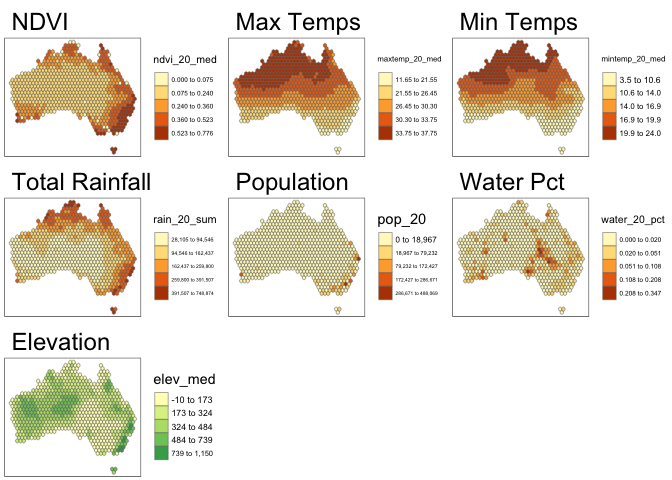 NDVI
ndvi_20_med
0.000 to 0.075
0.075 to 0.240
0.240 to 0.360
0.360 to 0.523
0.523 to 0.776
Max Temps
maxtemp_20_med
11.65 to 21.55
21.55 to 26.45
26.45 to 30.30
30.30 to 33.75
33.75 to 37.75
Min Temps
mintemp_20_med
3.5 to 10.6
10.6 to 14.0
14.0 to 16.9
16.9 to 19.9
19.9 to 24.0
Total Rainfall
rain_20_sum
28,105 to 94,546
94,546 to 162,437
162,437 to 259,800
259,800 to 391,507
391,507 to 748,874
Population
pop_20
0 to 18,967
18,967 to 79,232
79,232 to 172,427
172,427 to 286,671
286,671 to 488,069
Water Pct
water_20_pct
0.000 to 0.020
0.020 to 0.051
0.051 to 0.108
0.108 to 0.208
0.208 to 0.347
Elevation
elev_med
-10 to 173
173 to 324
324 to 484
484 to 739
739 to 1,150